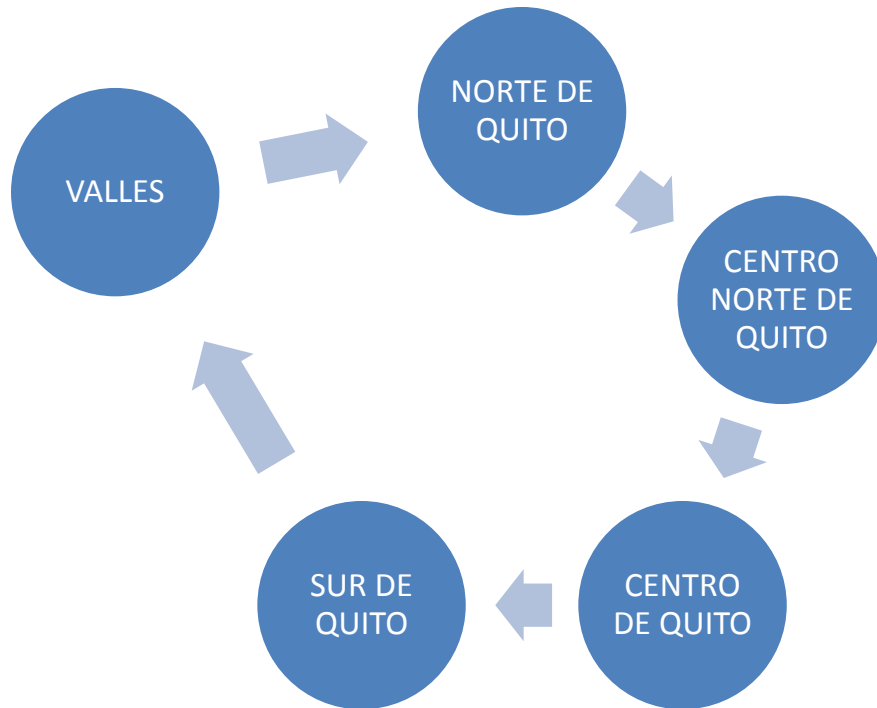 NORTE DE
QUITO
CENTRO
NORTE DE
QUITO
CENTRO
DE QUITO
SUR DE
QUITO
VALLES